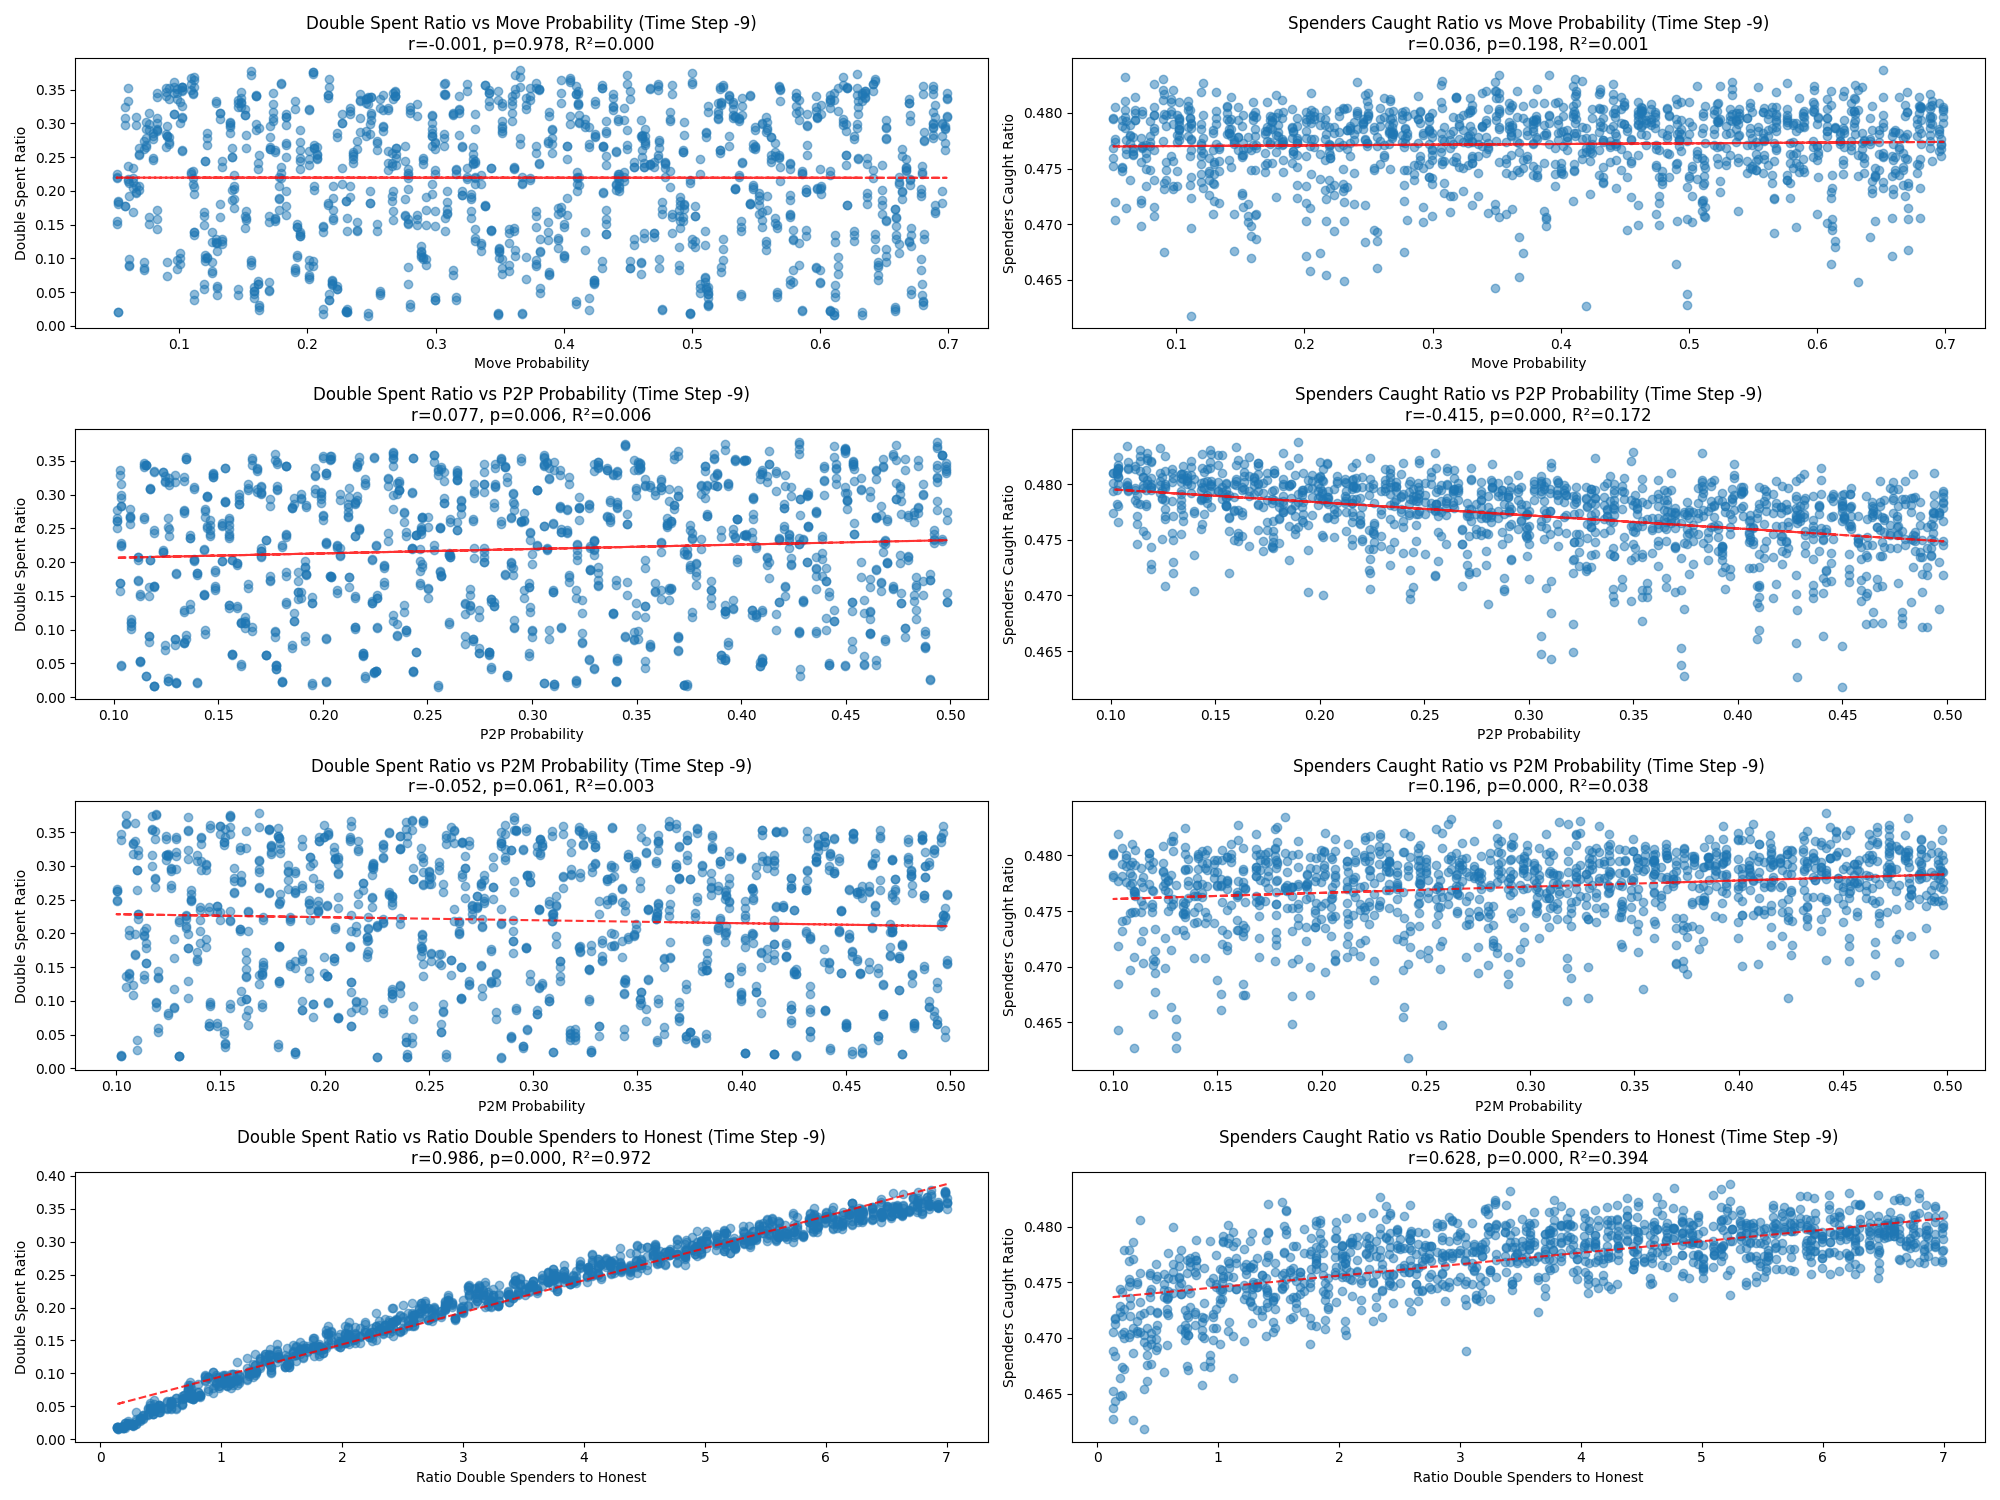 Double Spent Ratio vs Move Probability (Time Step -9)
r=-0.001, p=0.978, R²=0.000
Double Spent Ratio
0.35
0.30
0.25
0.20
0.15
0.10
0.05
0.00
0.1 0.2 0.3 0.4 0.5 0.6 0.7
Move Probability
Spenders Caught Ratio vs Move Probability (Time Step -9)
r=0.036, p=0.198, R²=0.001
Spenders Caught Ratio
0.480
0.475
0.470
0.465
0.1 0.2 0.3 0.4 0.5 0.6 0.7
Move Probability
Double Spent Ratio vs P2P Probability (Time Step -9)
r=0.077, p=0.006, R²=0.006
Double Spent Ratio
0.35
0.30
0.25
0.20
0.15
0.10
0.05
0.00
0.10 0.15 0.20 0.25 0.30 0.35 0.40 0.45 0.50
P2P Probability
Spenders Caught Ratio vs P2P Probability (Time Step -9)
r=-0.415, p=0.000, R²=0.172
Spenders Caught Ratio
0.480
0.475
0.470
0.465
0.10 0.15 0.20 0.25 0.30 0.35 0.40 0.45 0.50
P2P Probability
Double Spent Ratio vs P2M Probability (Time Step -9)
r=-0.052, p=0.061, R²=0.003
Double Spent Ratio
0.35
0.30
0.25
0.20
0.15
0.10
0.05
0.00
0.10 0.15 0.20 0.25 0.30 0.35 0.40 0.45 0.50
P2M Probability
Spenders Caught Ratio vs P2M Probability (Time Step -9)
r=0.196, p=0.000, R²=0.038
Spenders Caught Ratio
0.480
0.475
0.470
0.465
0.10 0.15 0.20 0.25 0.30 0.35 0.40 0.45 0.50
P2M Probability
Double Spent Ratio vs Ratio Double Spenders to Honest (Time Step -9)
r=0.986, p=0.000, R²=0.972
Double Spent Ratio
0.40
0.35
0.30
0.25
0.20
0.15
0.10
0.05
0.00
0 1 2 3 4 5 6 7
Ratio Double Spenders to Honest
Spenders Caught Ratio vs Ratio Double Spenders to Honest (Time Step -9)
r=0.628, p=0.000, R²=0.394
Spenders Caught Ratio
0.480
0.475
0.470
0.465
0 1 2 3 4 5 6 7
Ratio Double Spenders to Honest